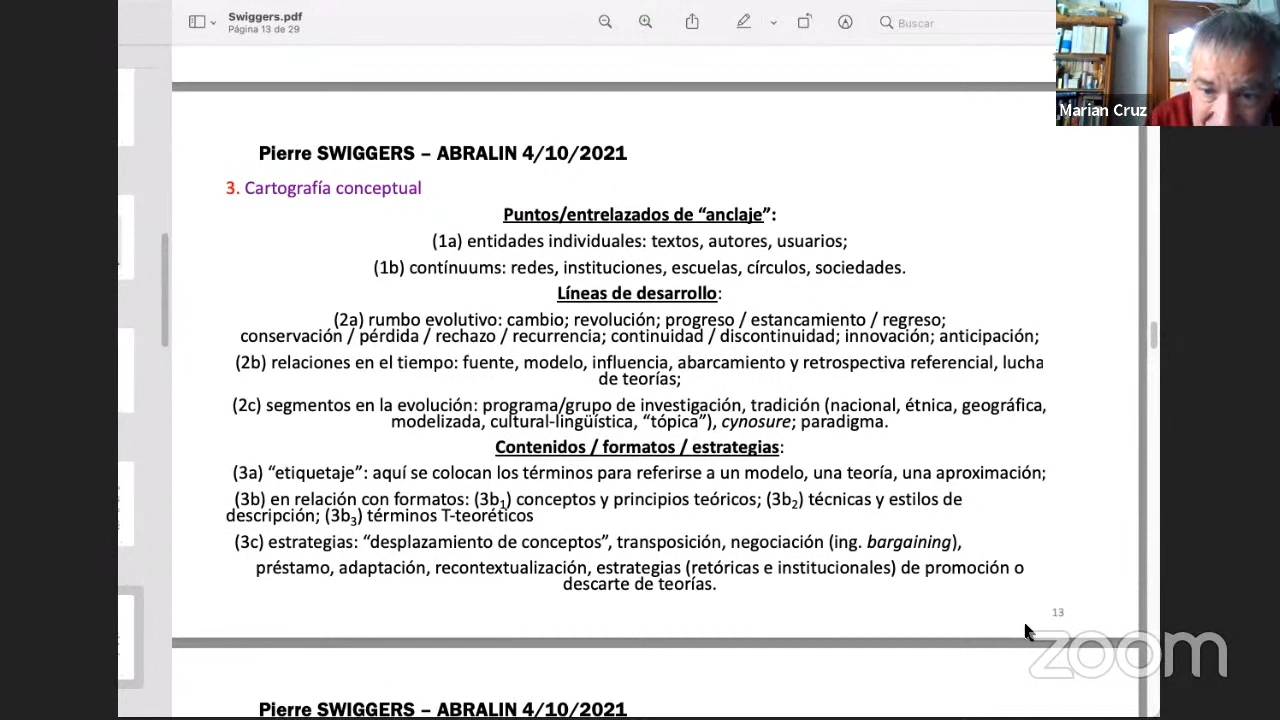 Swiggers.pdf
Página 13 de 29
Buscar
Marian Cruz
Pierre SWIGGERS – ABRALIN 4/10/2021
3. Cartografía conceptual
Puntos/entrelazados de “anclaje”:
(1a) entidades individuales: textos, autores, usuarios;
(1b) contínuums: redes, instituciones, escuelas, círculos, sociedades.
Líneas de desarrollo:
(2a) rumbo evolutivo: cambio; revolución; progreso / estancamiento / regreso;
conservación / pérdida / rechazo / recurrencia; continuidad / discontinuidad; innovación; anticipación;
(2b) relaciones en el tiempo: fuente, modelo, influencia, abarcamiento y retrospectiva referencial, lucha
de teorías;
(2c) segmentos en la evolución: programa/grupo de investigación, tradición (nacional, étnica, geográfica,
modelizada, cultural-lingüística, “tópica”), cynosure; paradigma.
Contenidos / formatos / estrategias:
(3a) “etiquetaje”: aquí se colocan los términos para referirse a un modelo, una teoría, una aproximación;
(3b) en relación con formatos: (3b₁) conceptos y principios teóricos; (3b₂) técnicas y estilos de
descripción; (3b₃) términos T-teoréticos
(3c) estrategias: “desplazamiento de conceptos”, transposición, negociación (ing. bargaining),
préstamo, adaptación, recontextualización, estrategias (retóricas e institucionales) de promoción o
descarte de teorías.
13
zoom
Pierre SWIGGERS – ABRALIN 4/10/2021